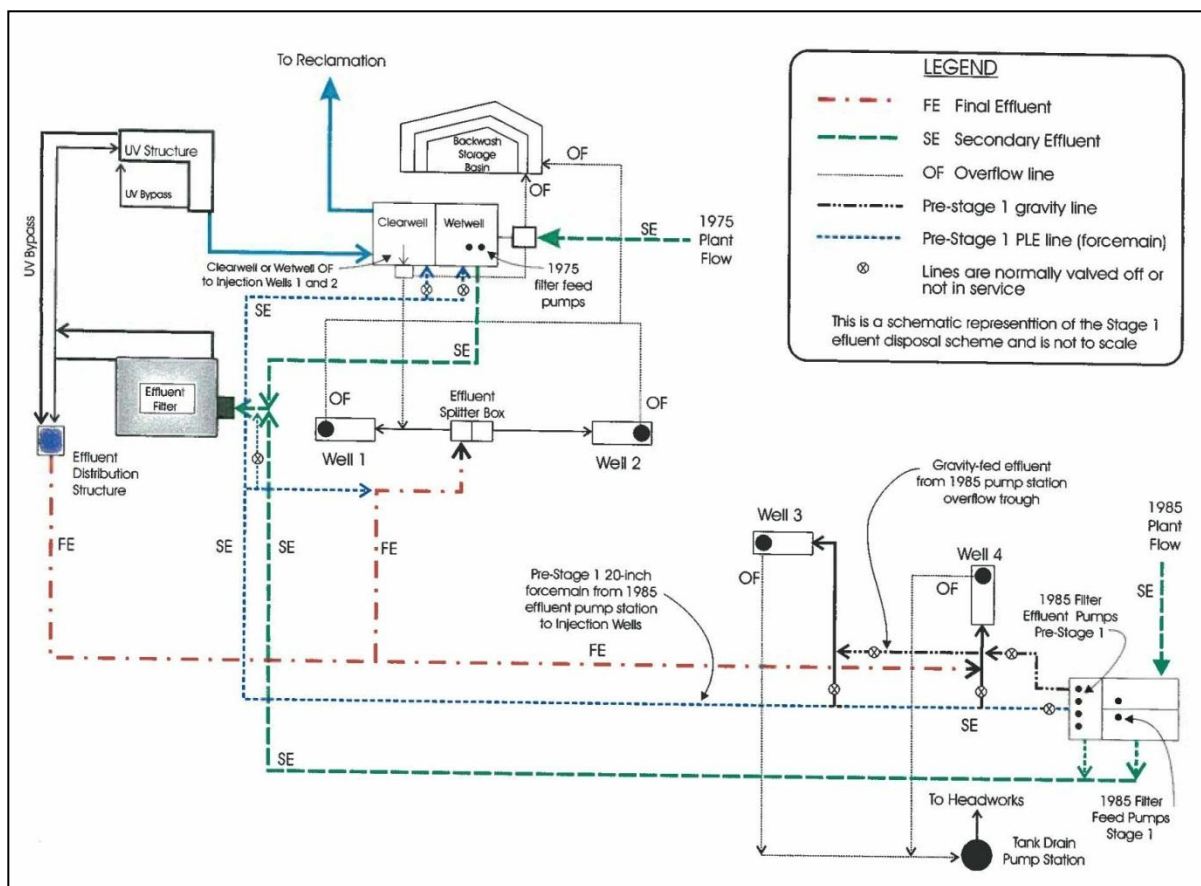 To Reclamation
UV Structure
UV Bypass
UV Bypass
Backwash
Storage
Basin
OF
OF
OF
Clearwell
Wetwell
SE
1975
Plant
Flow
Clearwell or Wetwell OF
to Injection Wells 1 and 2
1975
filter feed
pumps
SE
SE
Effluent
Filter
Effluent
Distribution
Structure
OF
Well 1
Effluent
Splitter Box
OF
Well 2
FE
SE
SE
FE
Pre-Stage 1 20-inch
forcemain from 1985
effluent pump station
to Injection Wells
FE
Gravity-fed effluent
from 1985 pump station
overflow trough
Well 3
OF
Well 4
OF
1985
Plant
Flow
SE
1985 Filter
Effluent Pumps
Pre-Stage 1
SE
SE
1985 Filter
Feed Pumps
Stage 1
To Headworks
Tank Drain
Pump Station
LEGEND
FE Final Effluent
SE Secondary Effluent
OF Overflow line
Pre-stage 1 gravity line
Pre-Stage 1 PLE line (forcemain)
Lines are normally valved off or
not in service
This is a schematic represention of the Stage 1
efluent disposal scheme and is not to scale